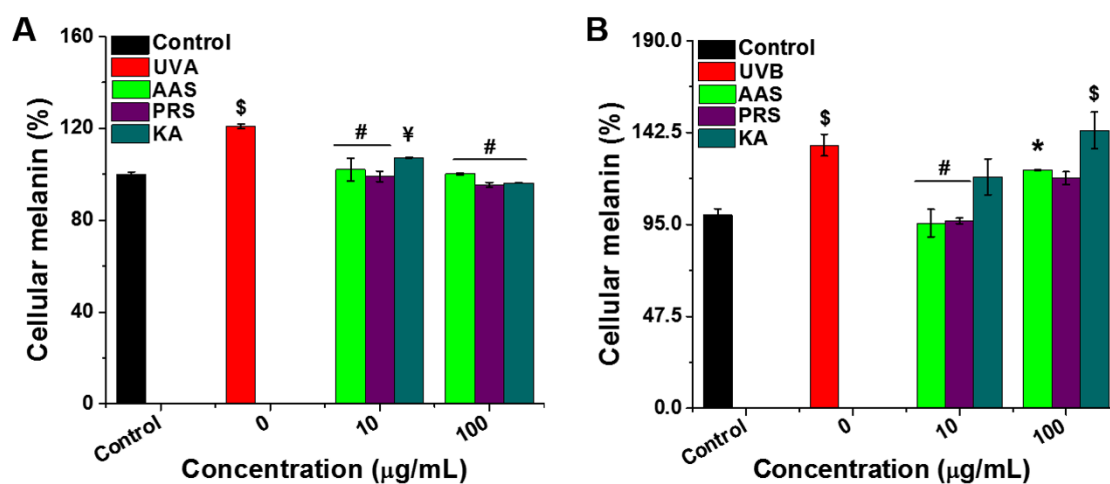 A
160
120
80
40
0
Cellular melanin (%)
Control
UVA
AAS
PRS
KA
$
#
¥
#
Control
0
10
100
Concentration (µg/mL)
B
190.0
142.5
95.0
47.5
0.0
Cellular melanin (%)
Control
UVB
AAS
PRS
KA
$
#
*
$
Control
0
10
100
Concentration (µg/mL)